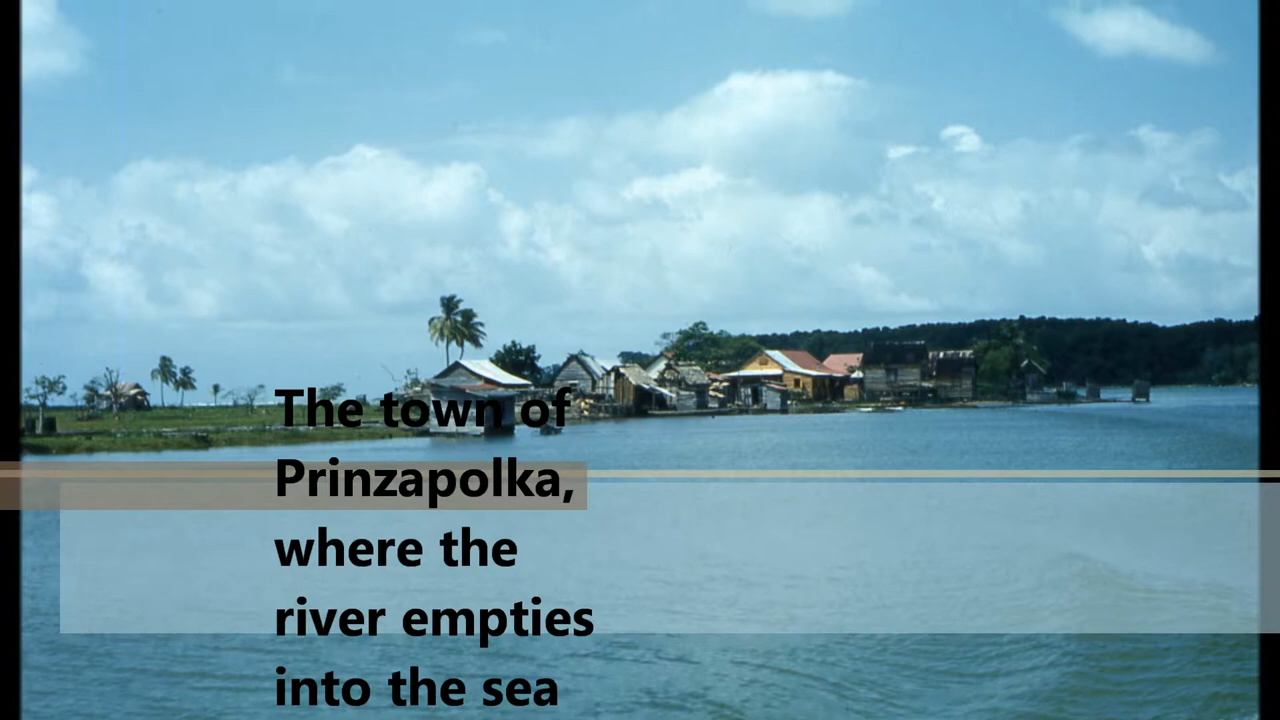 The town of
Prinzapolka,
where the
river empties
into the sea